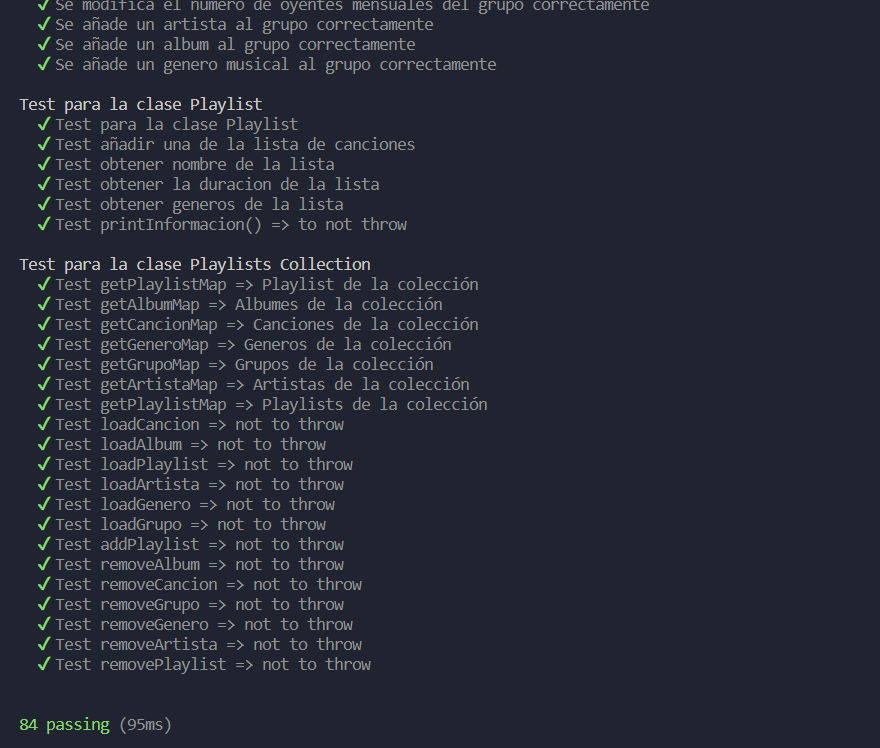 ✓ Se modifica el numero de oyentes mensuales del grupo correctamente
✓ Se añade un artista al grupo correctamente
✓ Se añade un album al grupo correctamente
✓ Se añade un genero musical al grupo correctamente
Test para la clase Playlist
✓ Test para la clase Playlist
✓ Test añadir una de la lista de canciones
✓ Test obtener nombre de la lista
✓ Test obtener la duracion de la lista
✓ Test obtener generos de la lista
✓ Test printInformacion() => to not throw
Test para la clase Playlists Collection
✓ Test getPlaylistMap => Playlist de la colección
✓ Test getAlbumMap => Albumes de la colección
✓ Test getCancionMap => Canciones de la colección
✓ Test getGeneroMap => Generos de la colección
✓ Test getGrupoMap => Grupos de la colección
✓ Test getArtistaMap => Artistas de la colección
✓ Test getPlaylistMap => Playlists de la colección
✓ Test loadCancion => not to throw
✓ Test loadAlbum => not to throw
✓ Test loadPlaylist => not to throw
✓ Test loadArtista => not to throw
✓ Test loadGenero => not to throw
✓ Test loadGrupo => not to throw
✓ Test addPlaylist => not to throw
✓ Test removeAlbum => not to throw
✓ Test removeCancion => not to throw
✓ Test removeGrupo => not to throw
✓ Test removeGenero => not to throw
✓ Test removeArtista => not to throw
✓ Test removePlaylist => not to throw
84 passing (95ms)